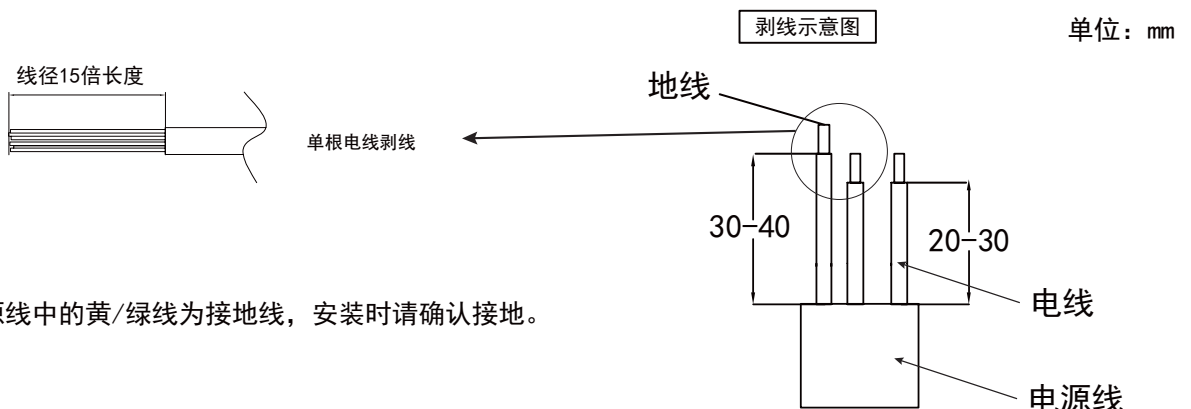 剥线示意图
单位：mm
线径15倍长度
地线
单根电线剥线
30-40
20-30
线中的黄/绿线为接地线，安装时请确认接地。
电线
电源线